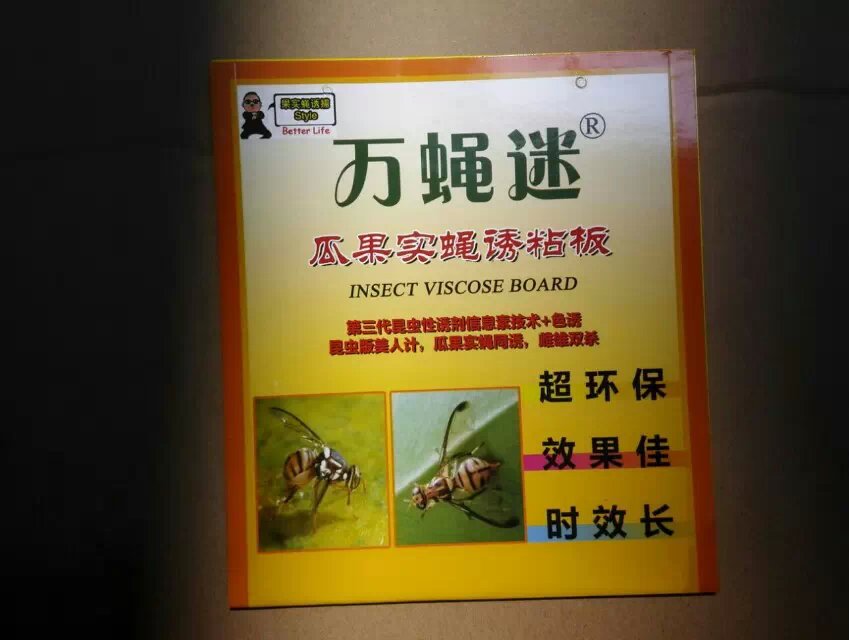 果实蝇诱捕
Style
Better Life
万蝇迷®
瓜果实蝇诱粘板
INSECT VISCOSE BOARD
第三代昆虫性诱剂信息素技术+色诱
昆虫版美人计，瓜果实蝇同诱，雌雄双杀
超环保
效果佳
时效长